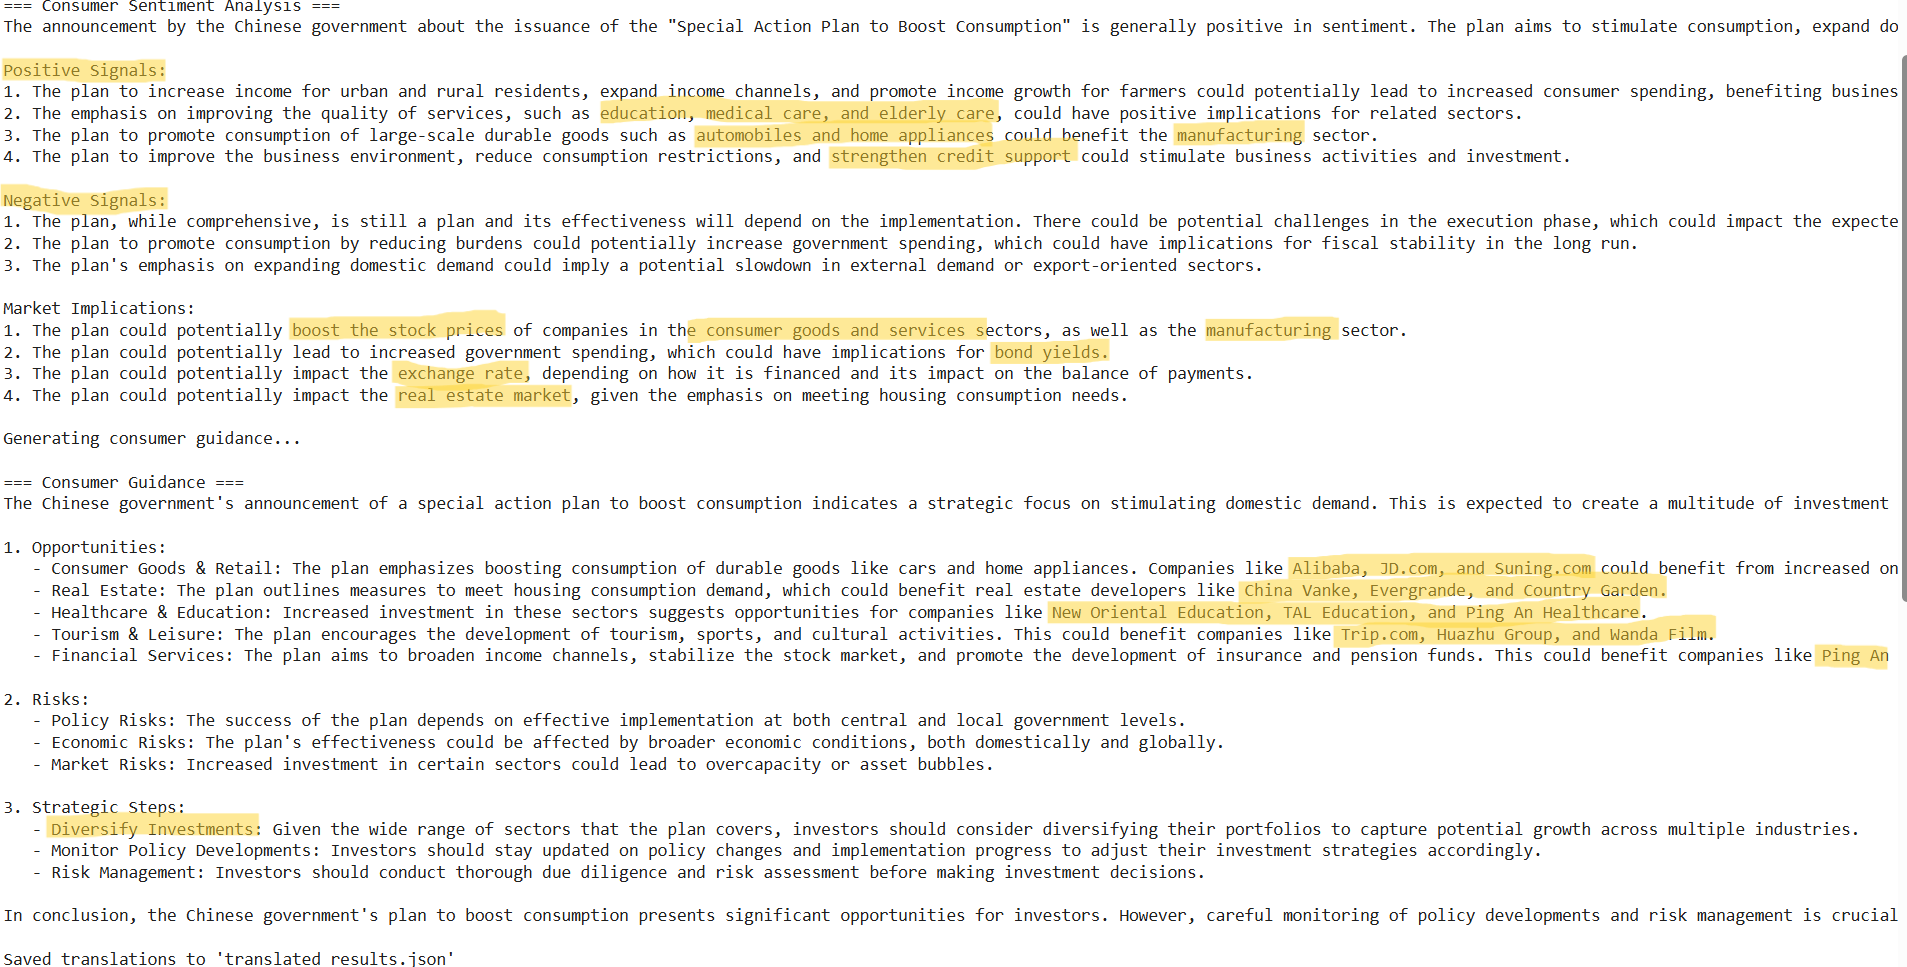 === Consumer Sentiment Analysis ===
The announcement by the Chinese government about the issuance of the "Special Action Plan to Boost Consumption" is generally positive in sentiment. The plan aims to stimulate consumption, expand do
Positive Signals:
1. The plan to increase income for urban and rural residents, expand income channels, and promote income growth for farmers could potentially lead to increased consumer spending, benefiting busines
2. The emphasis on improving the quality of services, such as education, medical care, and elderly care, could have positive implications for related sectors.
3. The plan to promote consumption of large-scale durable goods such as automobiles and home appliances could benefit the manufacturing sector.
4. The plan to improve the business environment, reduce consumption restrictions, and strengthen credit support could stimulate business activities and investment.
Negative Signals:
1. The plan, while comprehensive, is still a plan and its effectiveness will depend on the implementation. There could be potential challenges in the execution phase, which could impact the expecte
2. The plan to promote consumption by reducing burdens could potentially increase government spending, which could have implications for fiscal stability in the long run.
3. The plan's emphasis on expanding domestic demand could imply a potential slowdown in external demand or export-oriented sectors.
Market Implications:
1. The plan could potentially boost the stock prices of companies in the consumer goods and services sectors, as well as the manufacturing sector.
2. The plan could potentially lead to increased government spending, which could have implications for bond yields.
3. The plan could potentially impact the exchange rate, depending on how it is financed and its impact on the balance of payments.
4. The plan could potentially impact the real estate market, given the emphasis on meeting housing consumption needs.
Generating consumer guidance...
=== Consumer Guidance ===
The Chinese government's announcement of a special action plan to boost consumption indicates a strategic focus on stimulating domestic demand. This is expected to create a multitude of investment
1. Opportunities:
- Consumer Goods & Retail: The plan emphasizes boosting consumption of durable goods like cars and home appliances. Companies like Alibaba, JD.com, and Suning.com could benefit from increased on
- Real Estate: The plan outlines measures to meet housing consumption demand, which could benefit real estate developers like China Vanke, Evergrande, and Country Garden.
- Healthcare & Education: Increased investment in these sectors suggests opportunities for companies like New Oriental Education, TAL Education, and Ping An Healthcare.
- Tourism & Leisure: The plan encourages the development of tourism, sports, and cultural activities. This could benefit companies like Trip.com, Huazhu Group, and Wanda Film.
- Financial Services: The plan aims to broaden income channels, stabilize the stock market, and promote the development of insurance and pension funds. This could benefit companies like Ping An
2. Risks:
- Policy Risks: The success of the plan depends on effective implementation at both central and local government levels.
- Economic Risks: The plan's effectiveness could be affected by broader economic conditions, both domestically and globally.
- Market Risks: Increased investment in certain sectors could lead to overcapacity or asset bubbles.
3. Strategic Steps:
- Diversify Investments: Given the wide range of sectors that the plan covers, investors should consider diversifying their portfolios to capture potential growth across multiple industries.
- Monitor Policy Developments: Investors should stay updated on policy changes and implementation progress to adjust their investment strategies accordingly.
- Risk Management: Investors should conduct thorough due diligence and risk assessment before making investment decisions.
In conclusion, the Chinese government's plan to boost consumption presents significant opportunities for investors. However, careful monitoring of policy developments and risk management is crucial
Saved translations to 'translated_results.json'